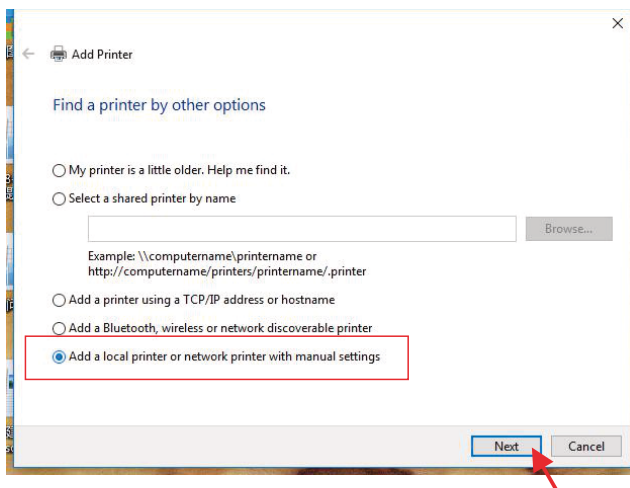 Add Printer
Find a printer by other options
My printer is a little older. Help me find it.
Select a shared printer by name
Browse...
Example: \\computername\printername or
http://computername/printers/printername/.printer
Add a printer using a TCP/IP address or hostname
Add a Bluetooth, wireless or network discoverable printer
Add a local printer or network printer with manual settings
Next
Cancel